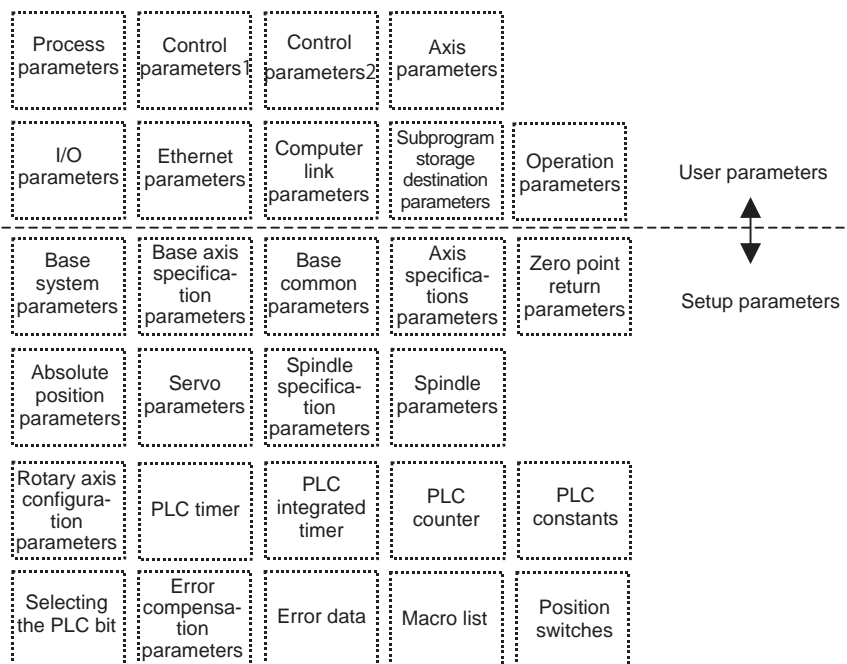 Process
parameters
Control
parameters1
Control
parameters2
Axis
parameters
I/O
parameters
Ethernet
parameters
Computer
link
parameters
Subprogram
storage
destination
parameters
Operation
parameters
User parameters
Base
system
parameters
Base axis
specifica-
tion
parameters
Base
common
parameters
Axis
specifica-
tions
parameters
Zero point
return
parameters
Setup parameters
Absolute
position
parameters
Servo
parameters
Spindle
specifica-
tion
parameters
Spindle
parameters
Rotary axis
configura-
tion
parameters
PLC timer
PLC
integrated
timer
PLC
counter
PLC
constants
Selecting
the PLC bit
Error
compensa-
tion
parameters
Error data
Macro list
Position
switches